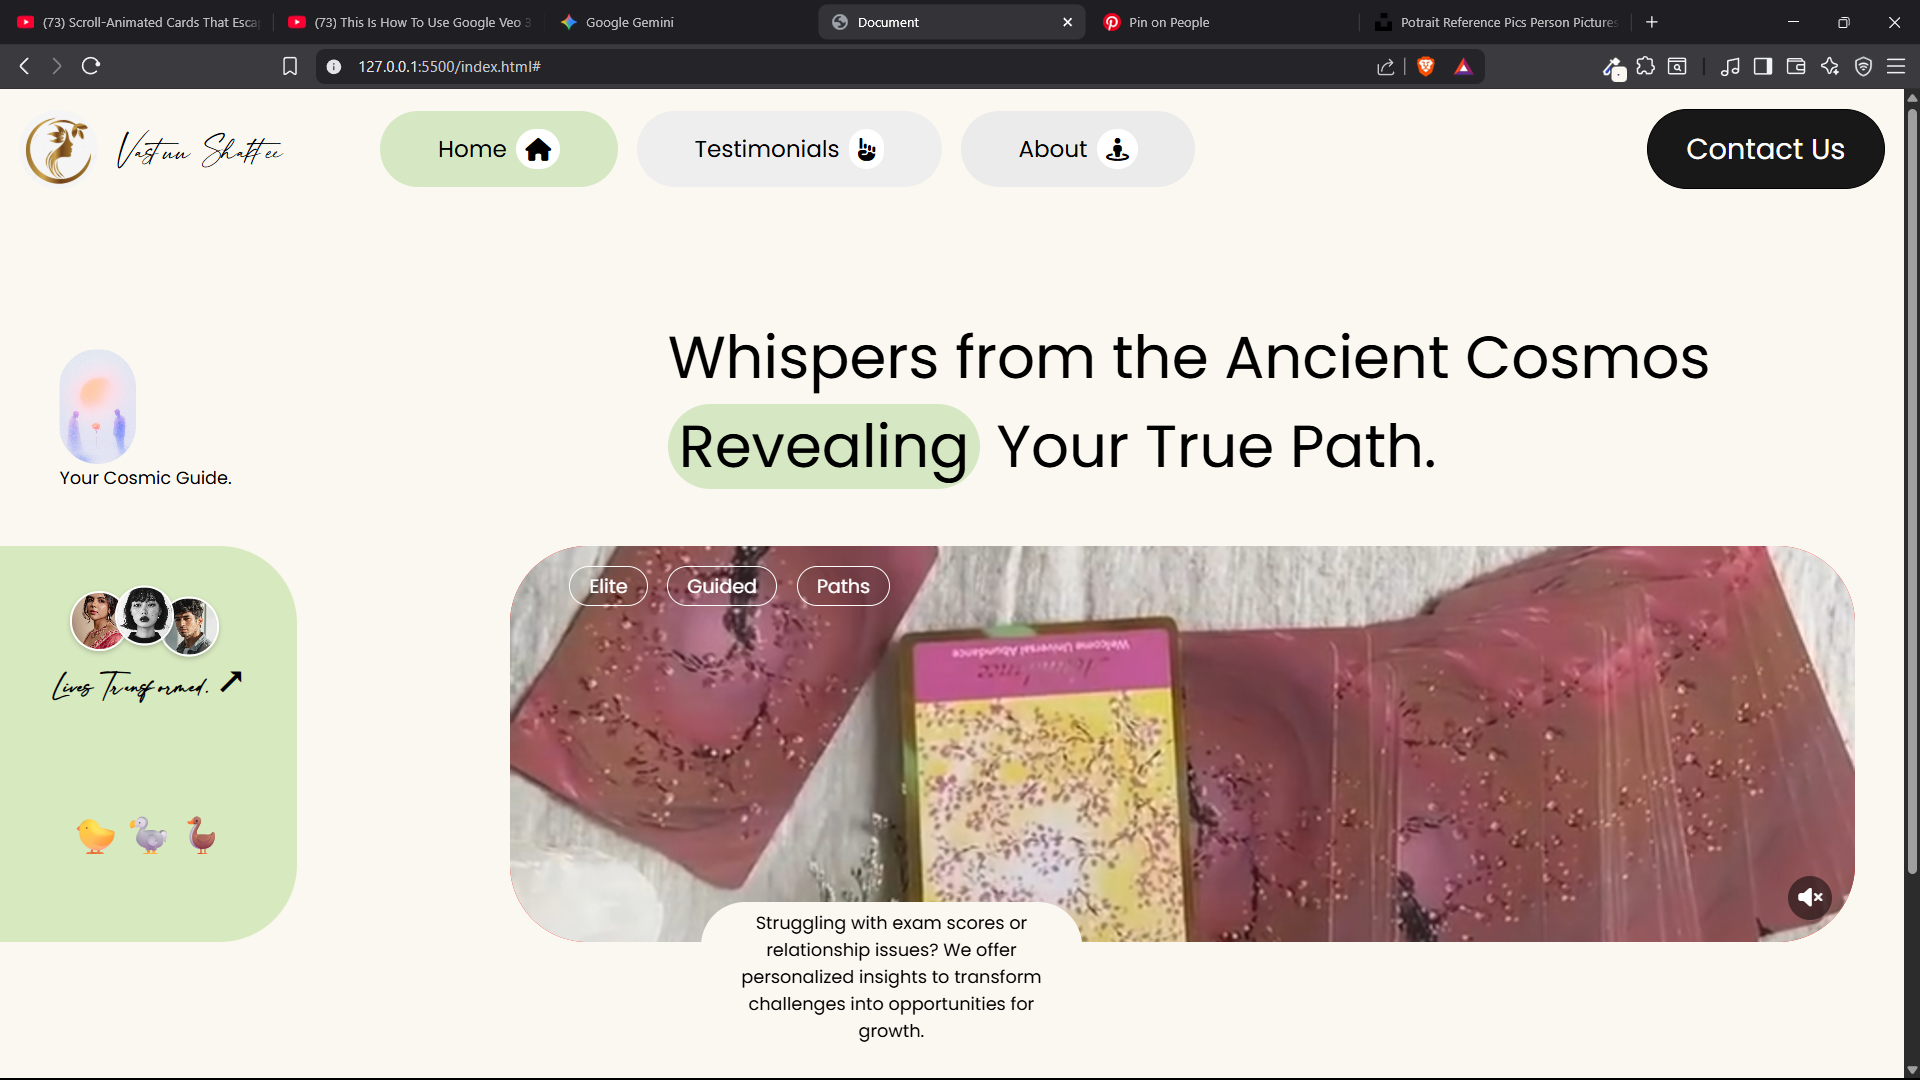 (73) Scroll-Animated Cards That Esca
(73) This Is How To Use Google Veo 3
Google Gemini
Document
Pin on People
Potrait Reference Pics Person Pictures
127.0.0.1:5500/index.html#
Vastuu Shaktee
Home
Testimonials
About
Contact Us
Whispers from the Ancient Cosmos
Revealing Your True Path.
Your Cosmic Guide.
Elite
Guided
Paths
Welcome Universal Abundance
Lives Transformed.
Struggling with exam scores or
relationship issues? We offer
personalized insights to transform
challenges into opportunities for
growth.